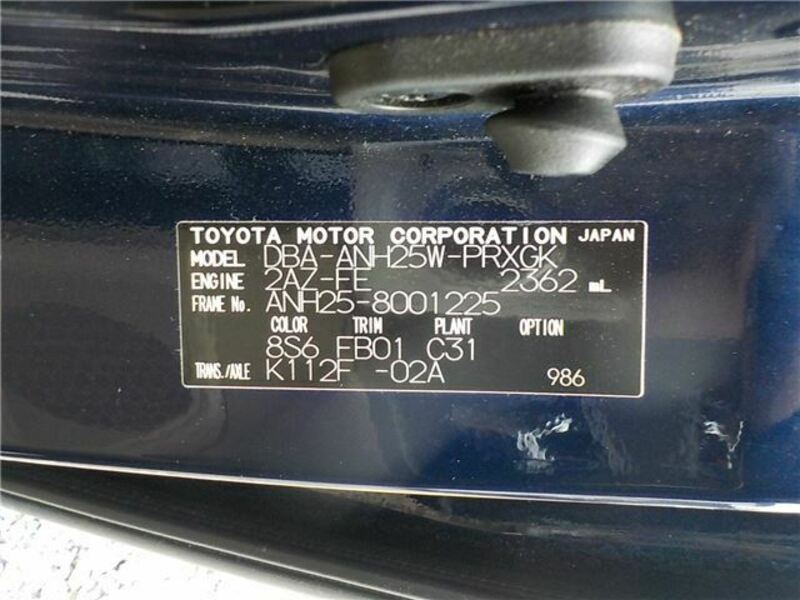 TOYOTA MOTOR CORPORATION JAPAN
MODEL DBA-ANH25W-PRXGK
ENGINE 2AZ-FE 2362 mL
FRAME No. ANH25-8001225
COLOR TRIM PLANT OPTION
8S6 FB01 C31
TRANS./AXLE K112F -02A 986